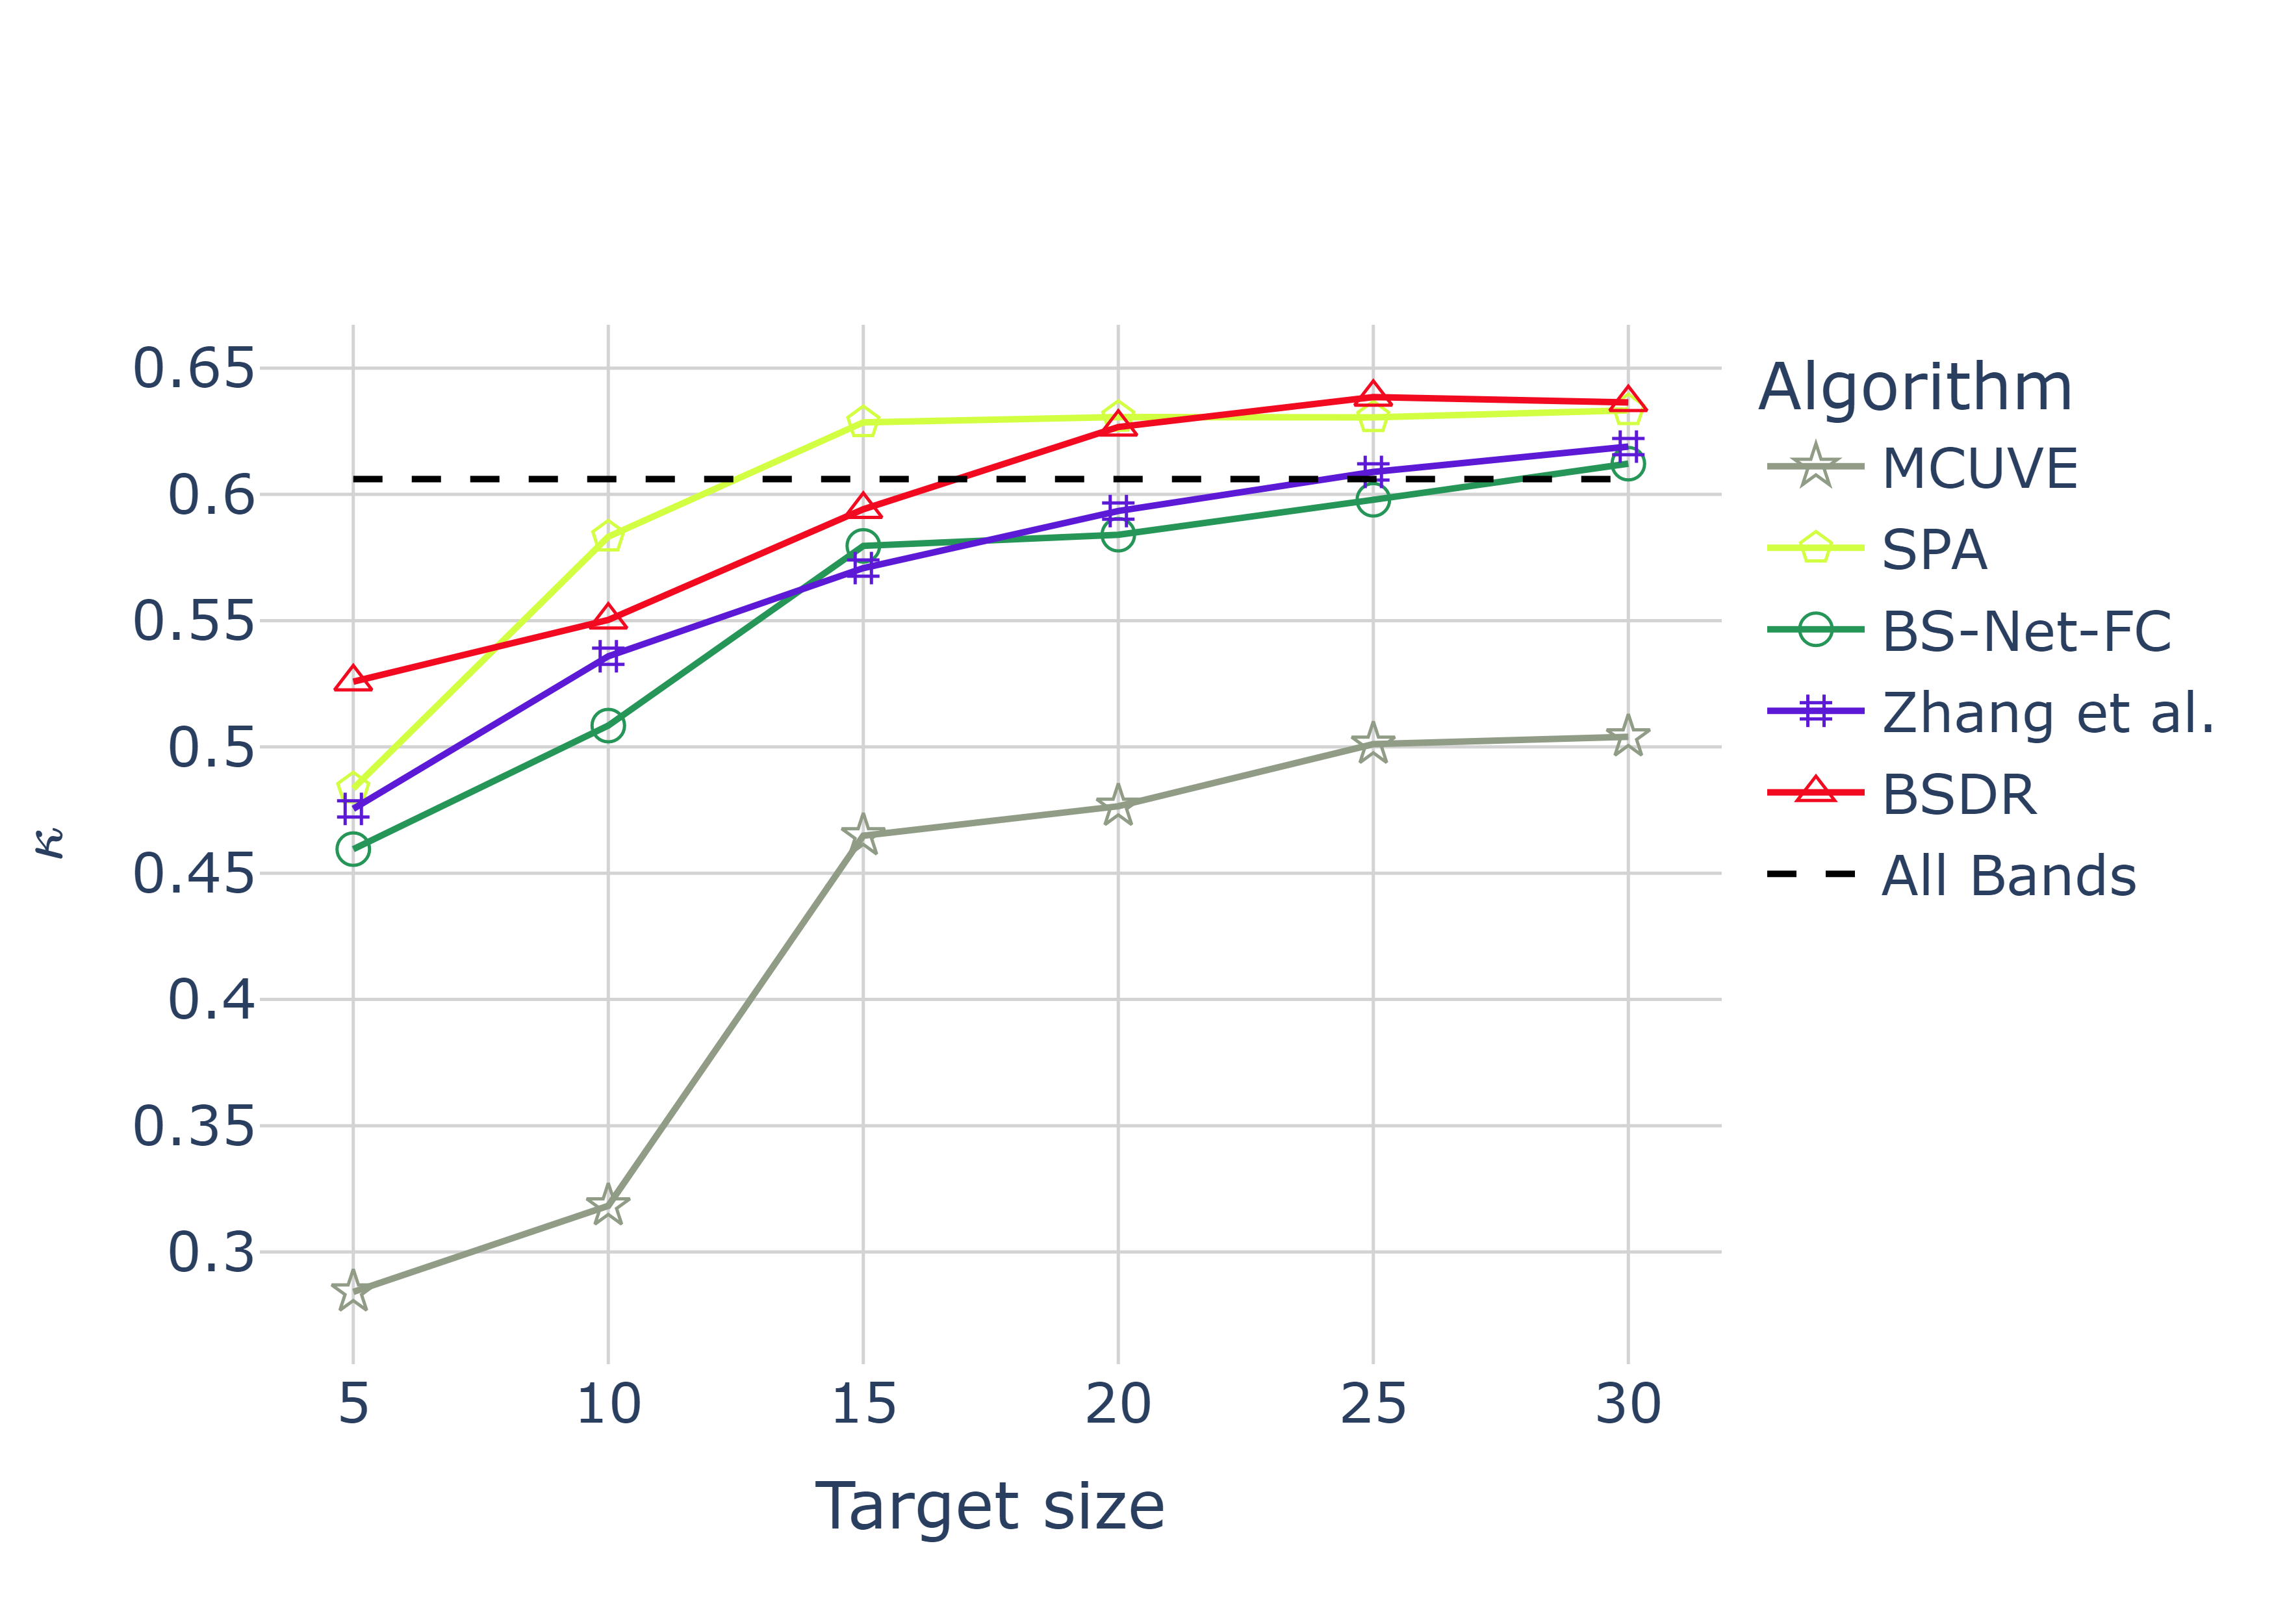 0.65
0.6
0.55
0.5
0.45
0.4
0.35
0.3
κ
5 10 15 20 25 30
Target size
Algorithm
MCUVE
SPA
BS-Net-FC
Zhang et al.
BSDR
All Bands